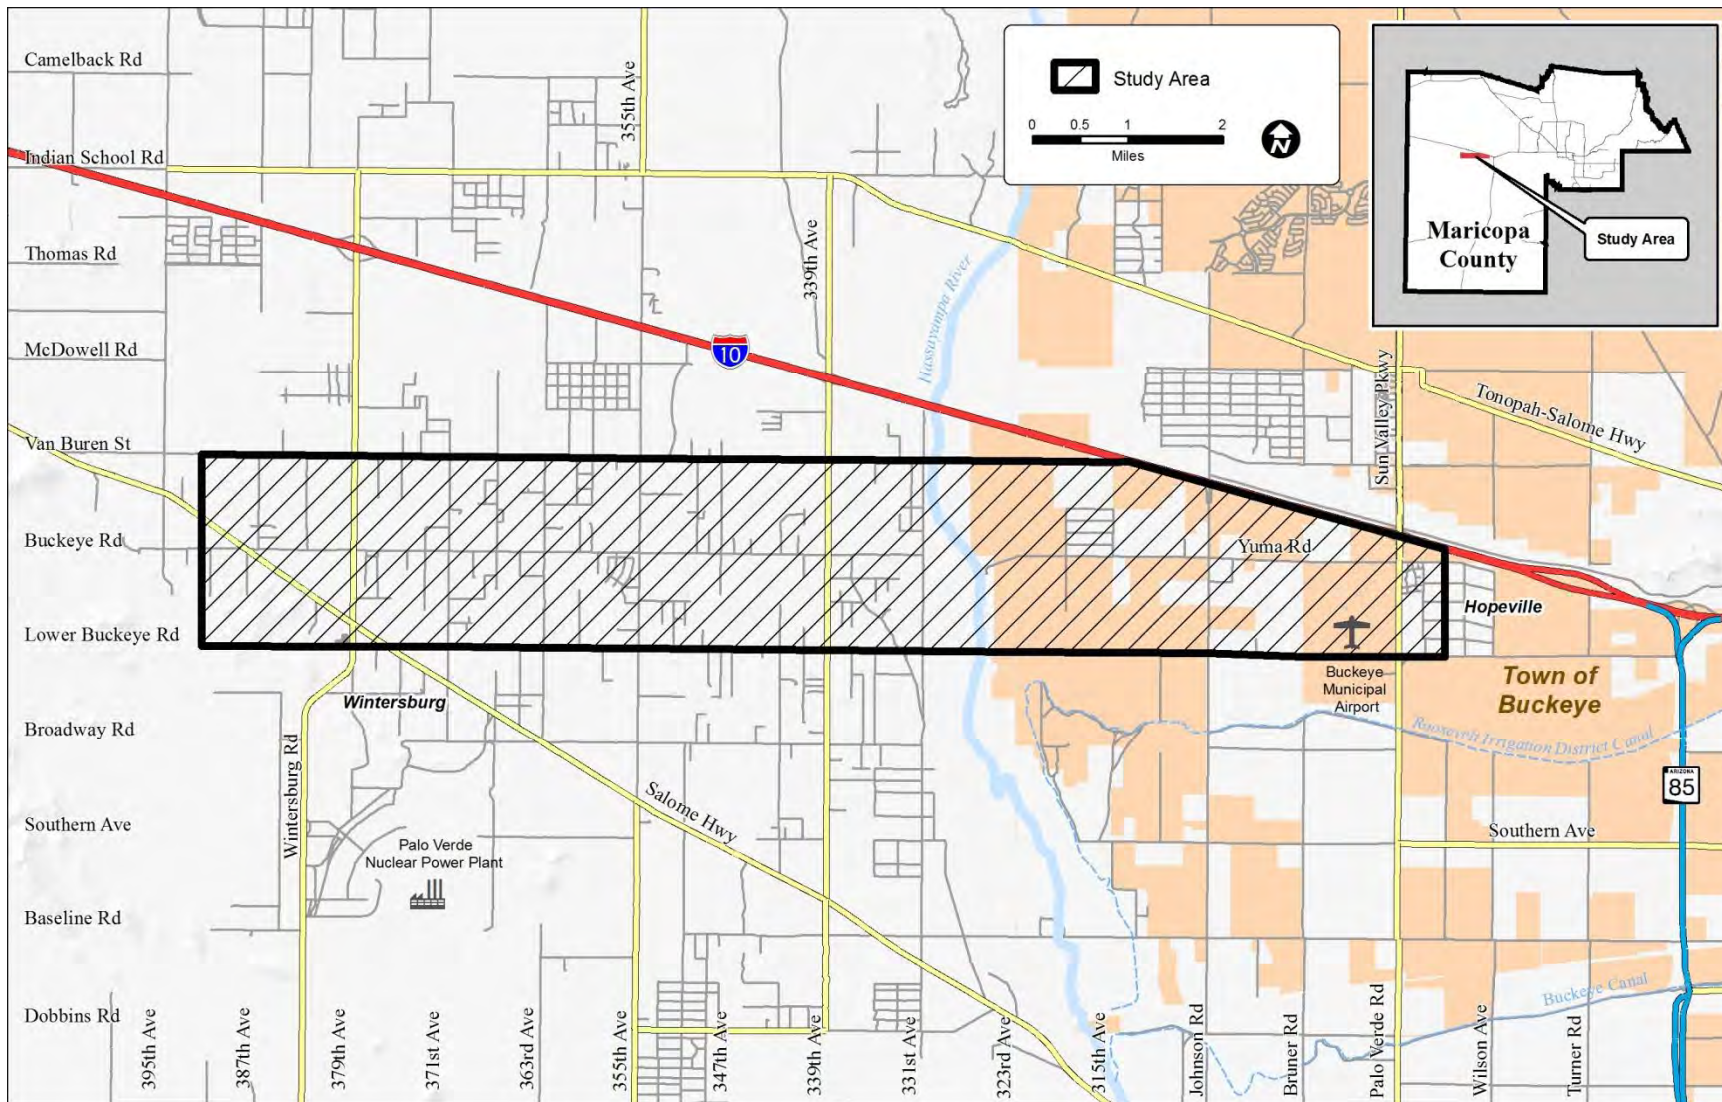 Camelback Rd
Indian School Rd
Thomas Rd
McDowell Rd
Van Buren St
Buckeye Rd
Lower Buckeye Rd
Broadway Rd
Southern Ave
Baseline Rd
Dobbins Rd
355th Ave
339th Ave
Hassayampa River
10
Study Area
0 0.5 1 2
Miles
N
Maricopa
County
Study Area
Sun Valley Pkwy
Tonopah-Salome Hwy
Yuma Rd
Hopeville
Buckeye
Municipal
Airport
Town of
Buckeye
Roosevelt Irrigation District Canal
ARIZONA
85
Wintersburg
Wintersburg Rd
Salome Hwy
Palo Verde
Nuclear Power Plant
Southern Ave
Buckeye Canal
395th Ave
387th Ave
379th Ave
371st Ave
363rd Ave
355th Ave
347th Ave
339th Ave
331st Ave
323rd Ave
315th Ave
Johnson Rd
Bruner Rd
Palo Verde Rd
Wilson Ave
Turner Rd